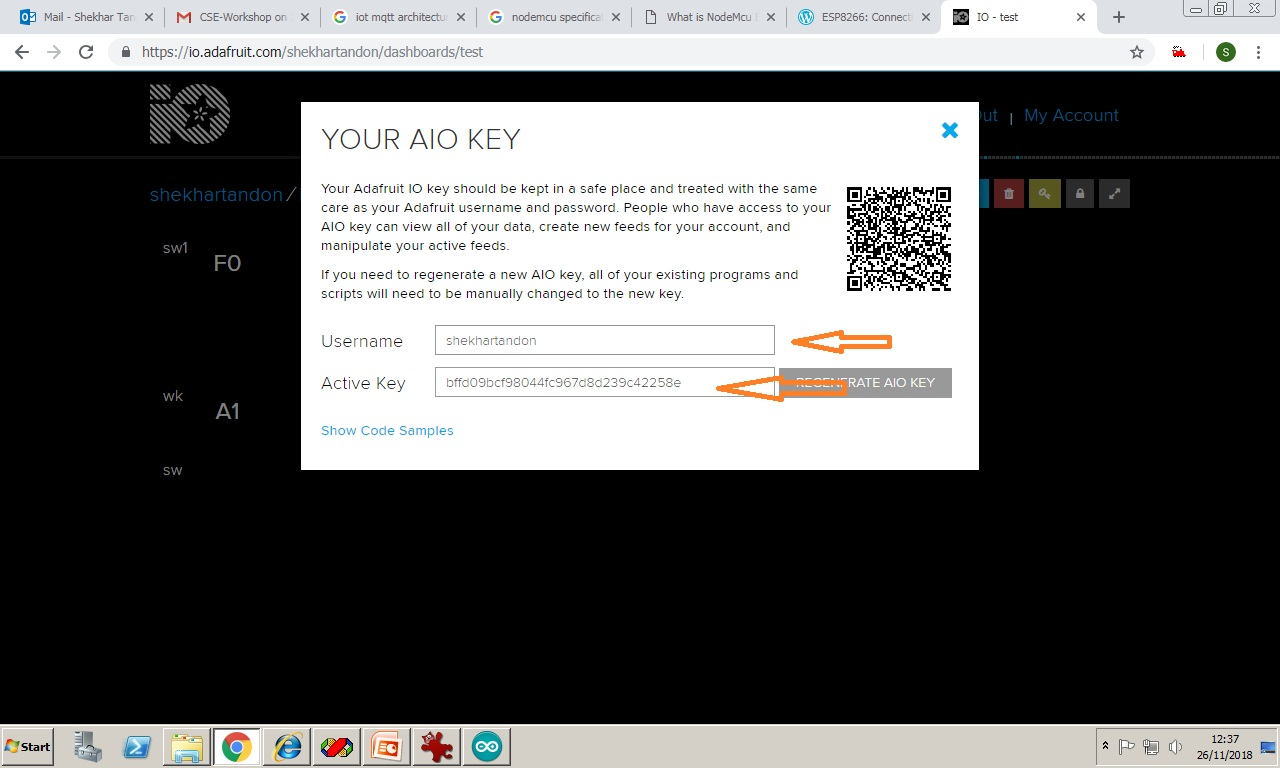 Mail - Shekhar Tan
CSE-Workshop on
iot mqtt architectur
nodemcu specifica
What's NodeMcu
ESP8266: Connecti
IO - test
https://io.adafruit.com/shekhartandon/dashboards/test
S
YOUR AIO KEY
out | My Account
shekhartandon /
Your Adafruit IO key should be kept in a safe place and treated with the same
care as your Adafruit username and password. People who have access to your
AIO key can view all of your data, create new feeds for your account, and
manipulate your active feeds.
If you need to regenerate a new AIO key, all of your existing programs and
scripts will need to be manually changed to the new key.
sw1
F0
Username
shekhartandon
Active Key
bffd09bcf98044fc967d8d239c42258e
REGENERATE AIO KEY
wk
A1
Show Code Samples
sw
Start
12:37
26/11/2018